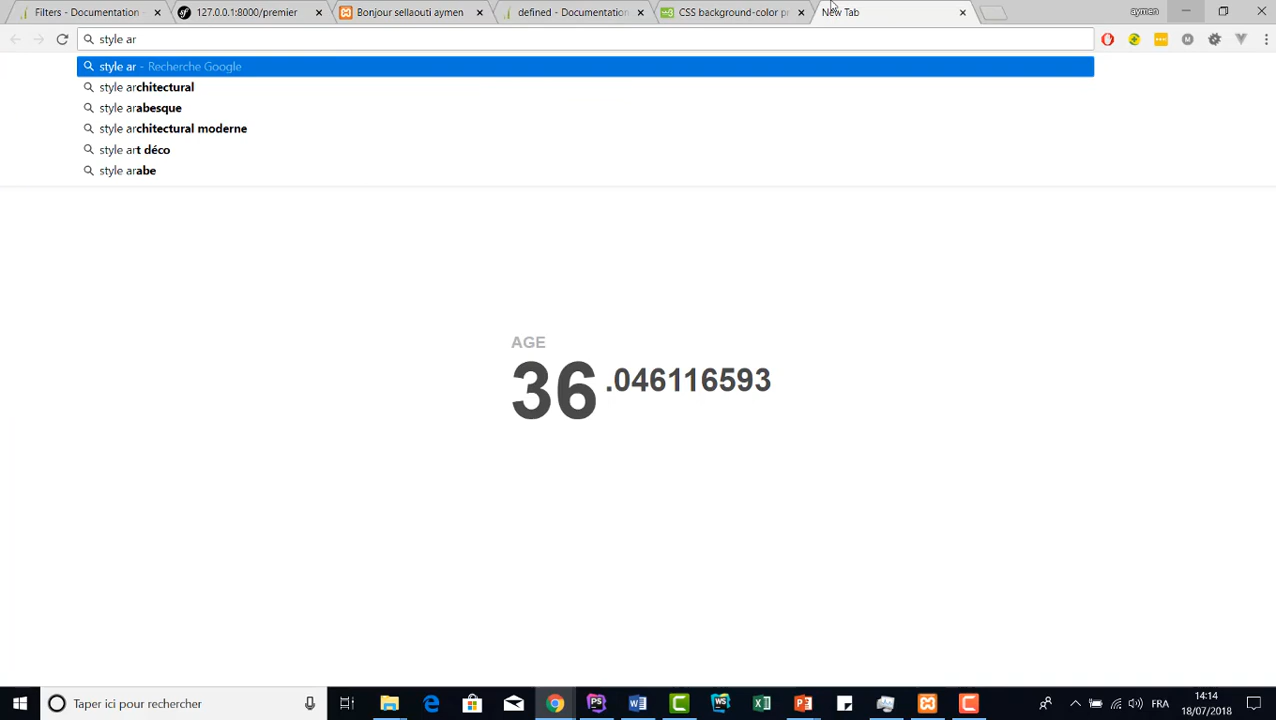 Filters - Documentation -
127.0.0.1:8000/premier
Bonjour sellaouti aymen
defined - Documentation
CSS background-color pr
New Tab
aymen
style ar
style ar - Recherche Google
style architectural
style arabesque
style architectural moderne
style art déco
style arabe
AGE
36.046116593
Taper ici pour rechercher
FRA
14:14
18/07/2018